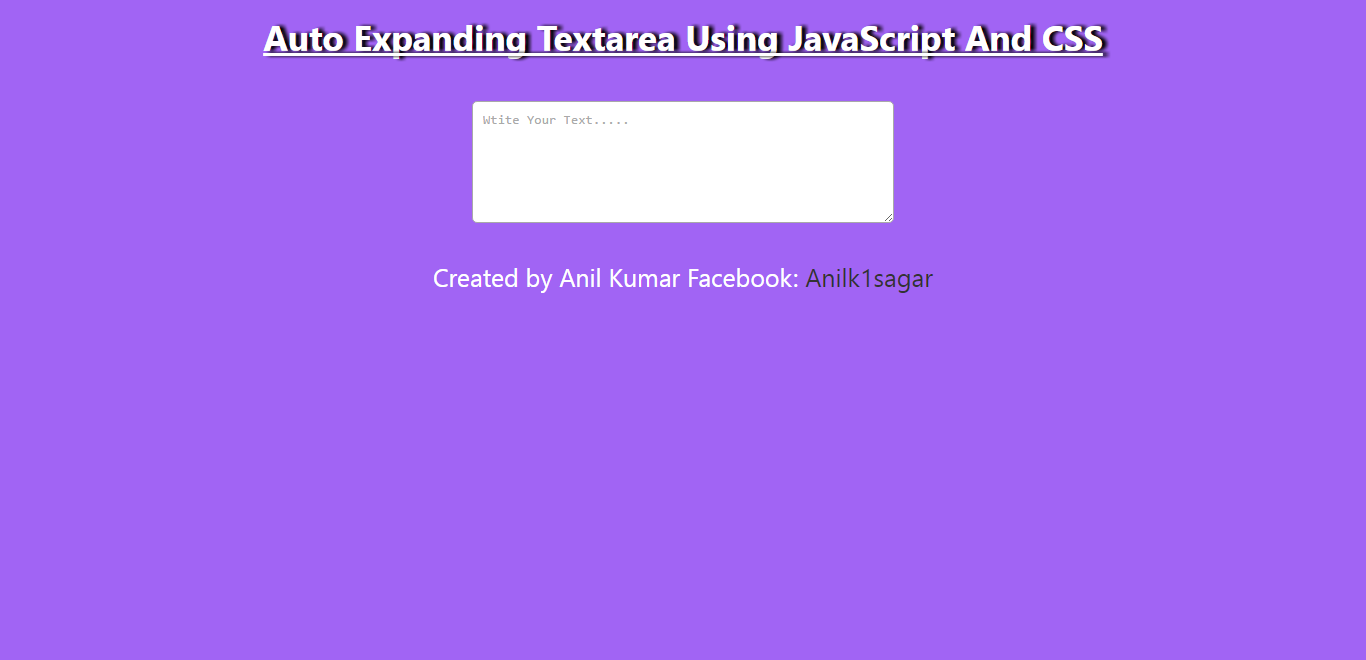 Auto Expanding Textarea Using JavaScript And CSS
Wtite Your Text.....
Created by Anil Kumar Facebook: Anilk1sagar